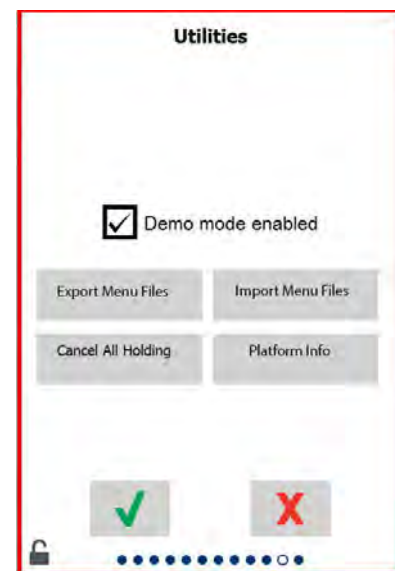 Utilities
Demo mode enabled
Export Menu Files Import Menu Files
Cancel All Holding Platform Info